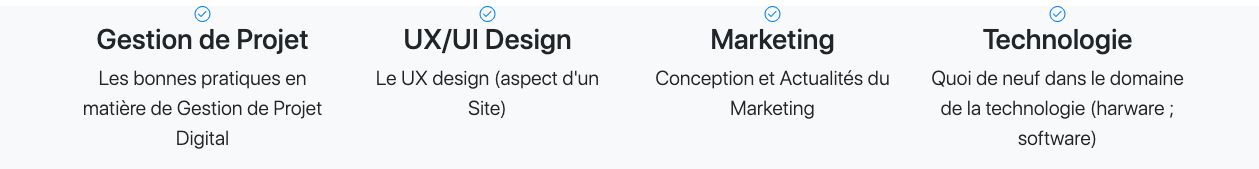 Gestion de Projet
Les bonnes pratiques en
matière de Gestion de Projet
Digital
UX/UI Design
Le UX design (aspect d'un
Site)
Marketing
Conception et Actualités du
Marketing
Technologie
Quoi de neuf dans le domaine
de la technologie (harware ;
software)